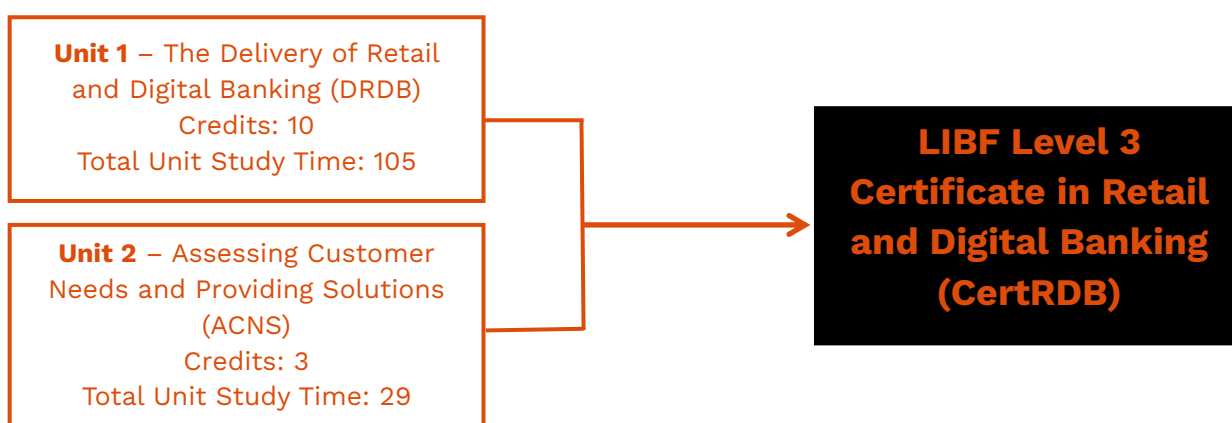 Unit 1 – The Delivery of Retail
and Digital Banking (DRDB)
Credits: 10
Total Unit Study Time: 105
Unit 2 – Assessing Customer
Needs and Providing Solutions
(ACNS)
Credits: 3
Total Unit Study Time: 29
LIBF Level 3
Certificate in Retail
and Digital Banking
(CertRDB)